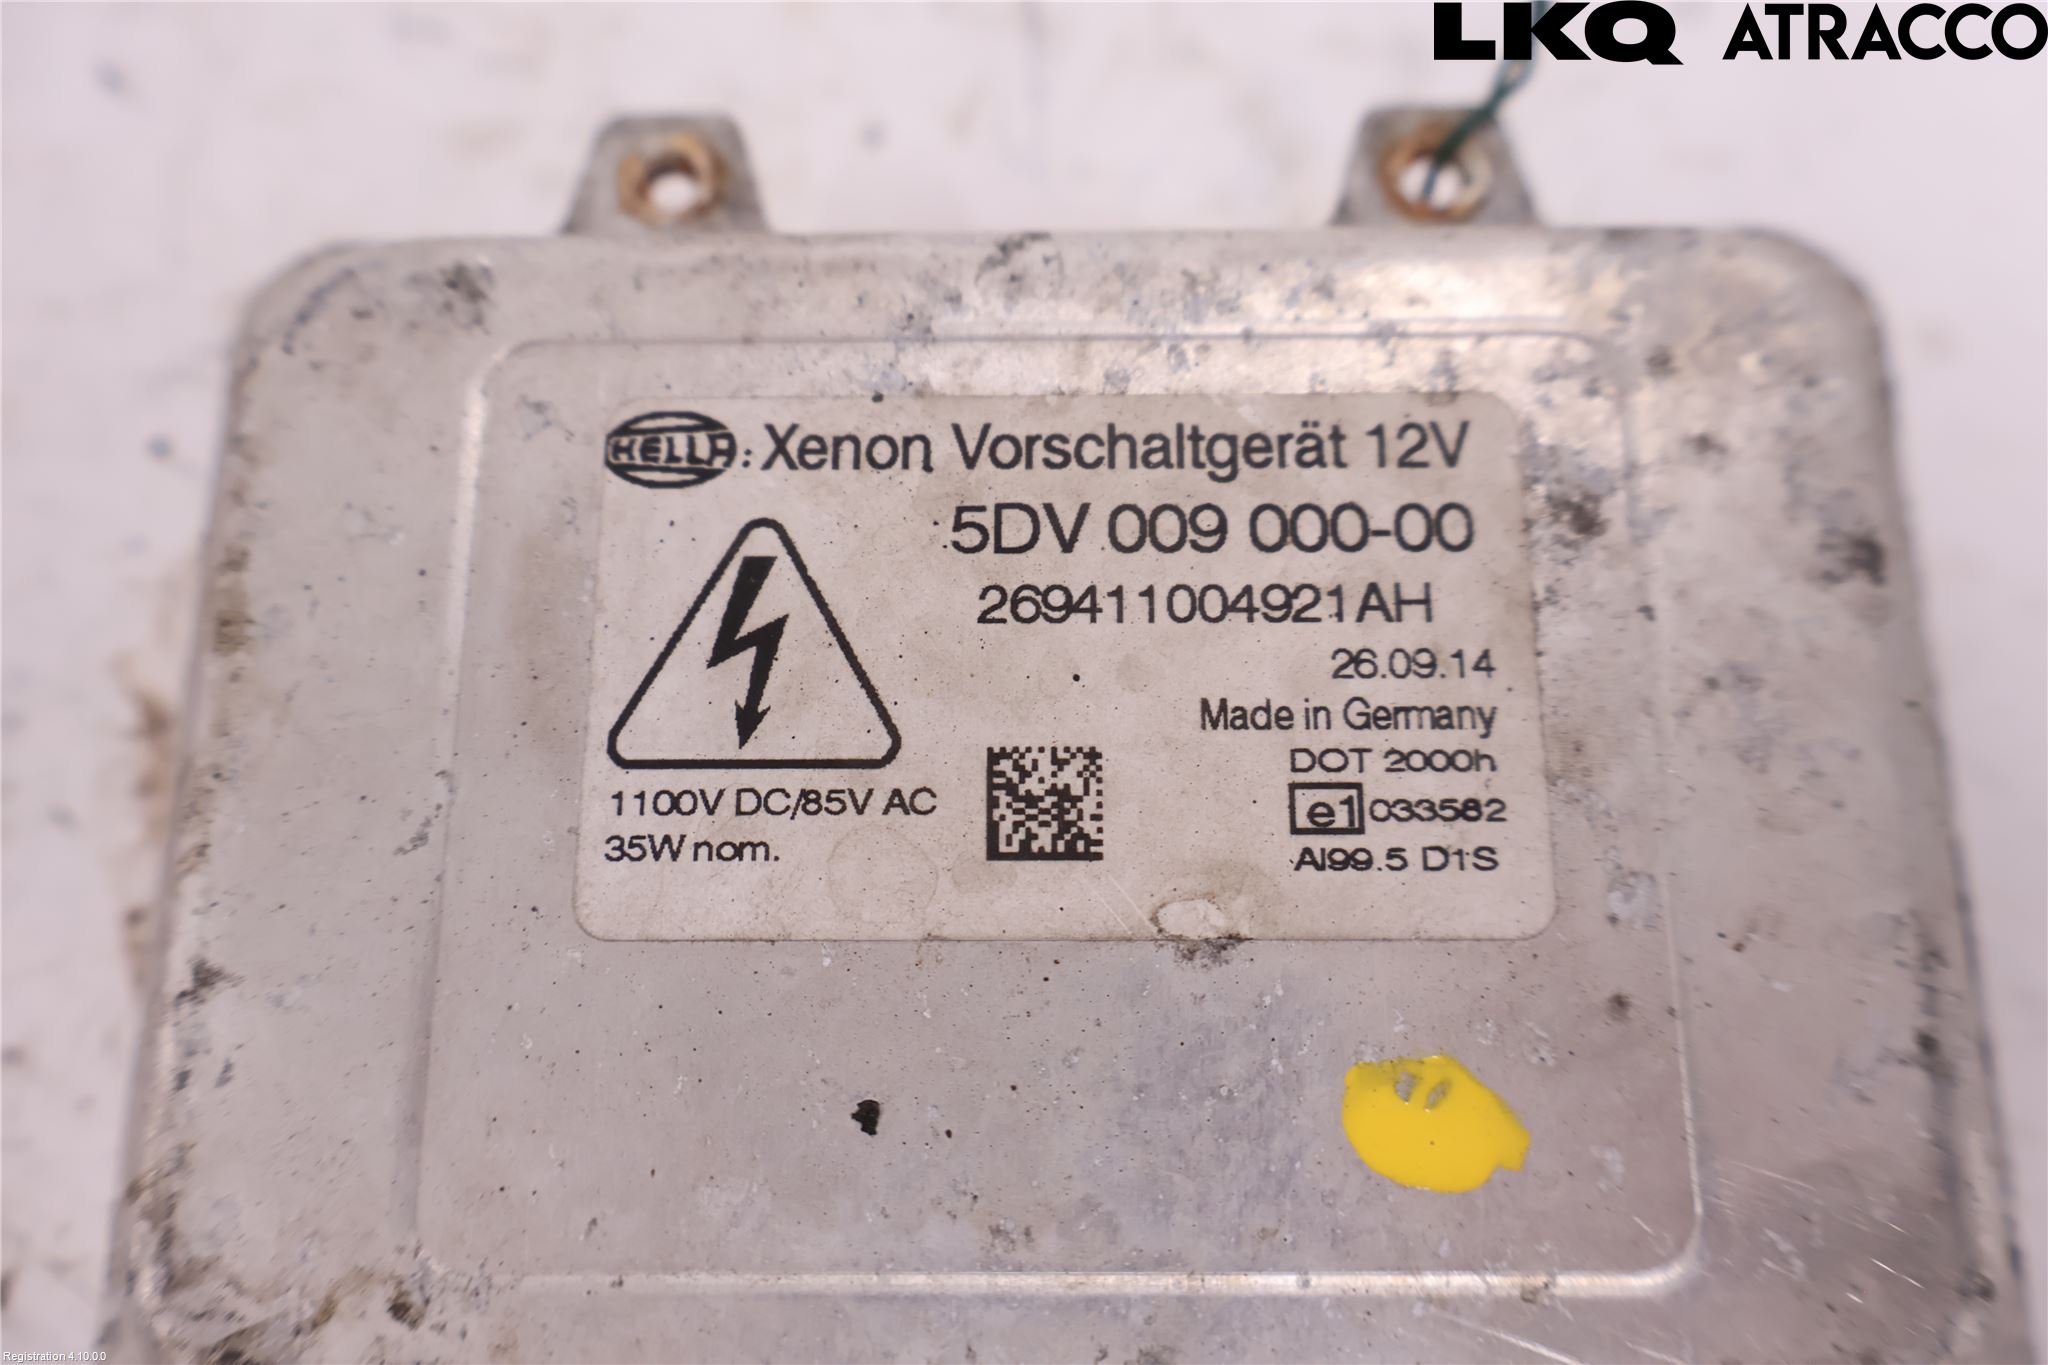 LKQ ATRACCO
HELLA: Xenon Vorschaltgerät 12V
5DV 009 000-00
269411004921AH
26.09.14
Made in Germany
DOT 2000h
1100V DC/85V AC
e1 033582
35W nom.
AI99.5 D1S
Registration 4.10.0.0